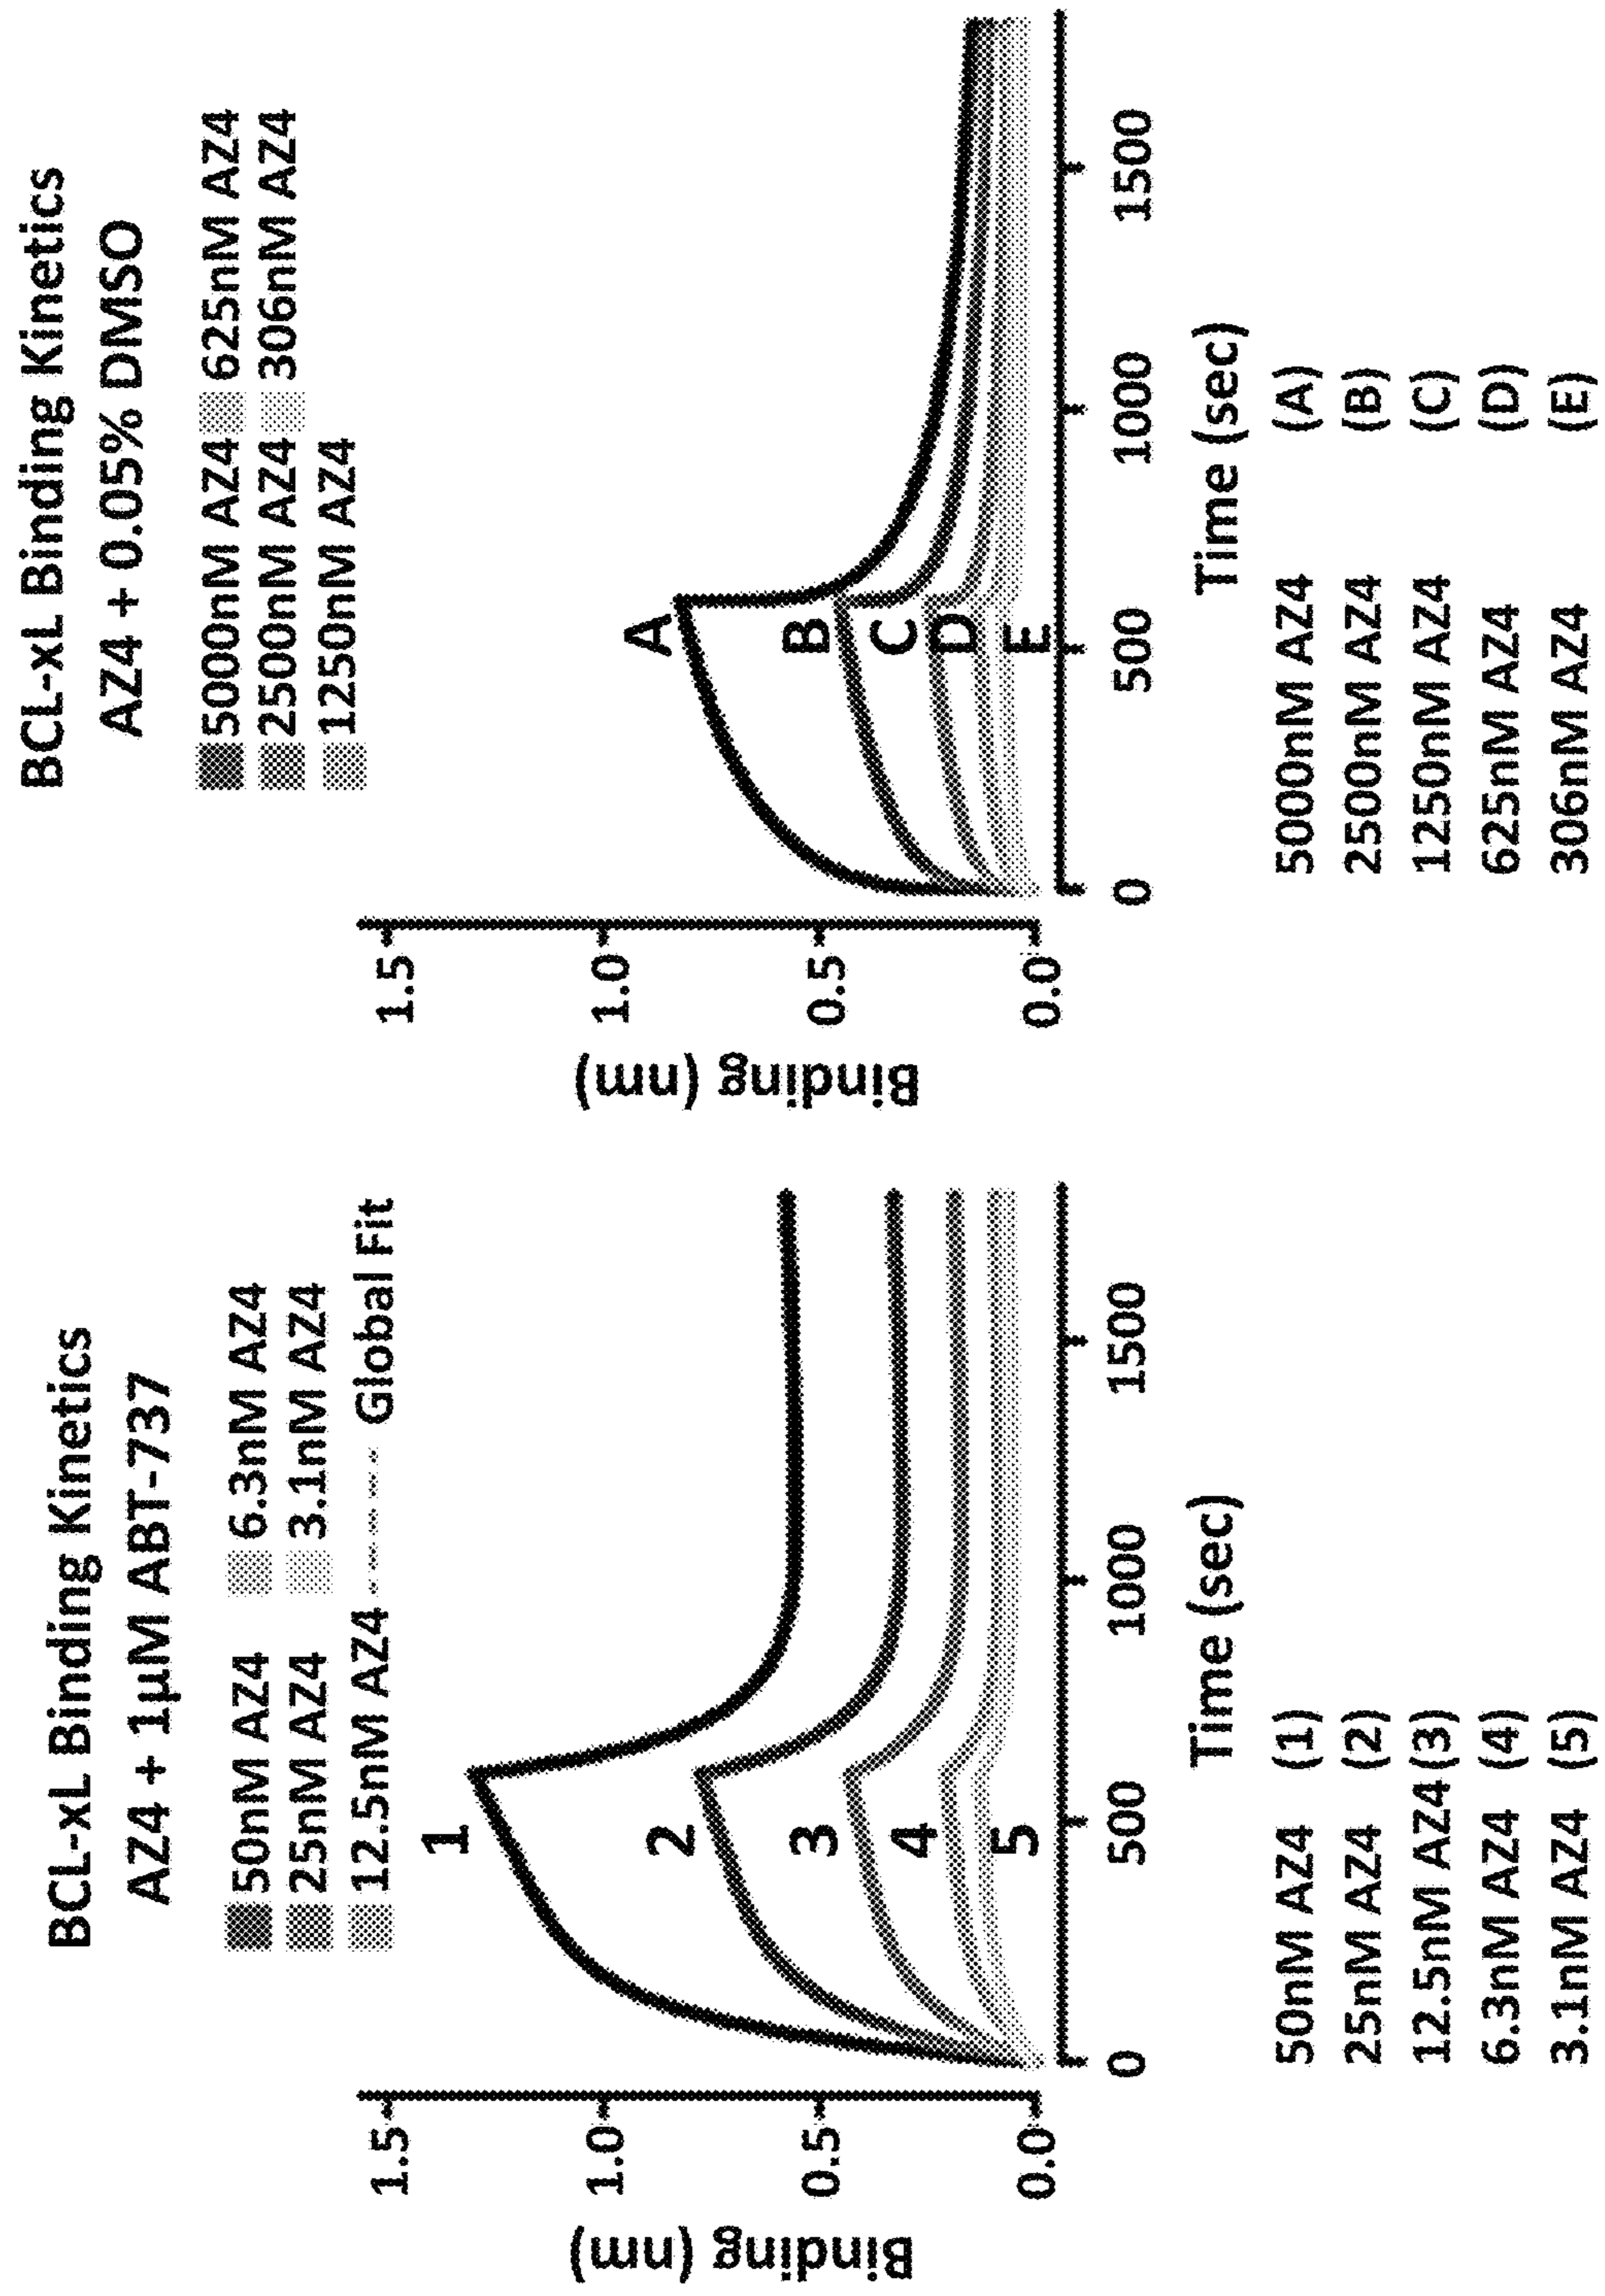 BCL-xL Binding Kinetics
AZ4 + 1µM ABT-737
50nM AZ4 6.3nM AZ4
25nM AZ4 3.1nM AZ4
12.5nM AZ4 Global Fit
Binding (nm)
1.5
1.0
0.5
0.0
1
2
3
4
5
0 500 1000 1500
Time (sec)
50nM AZ4 (1)
25nM AZ4 (2)
12.5nM AZ4 (3)
6.3nM AZ4 (4)
3.1nM AZ4 (5)
BCL-xL Binding Kinetics
AZ4 + 0.05% DMSO
5000nM AZ4 625nM AZ4
2500nM AZ4 306nM AZ4
1250nM AZ4
Binding (nm)
1.5
1.0
0.5
0.0
A
B
C
D
E
0 500 1000 1500
Time (sec)
5000nM AZ4 (A)
2500nM AZ4 (B)
1250nM AZ4 (C)
625nM AZ4 (D)
306nM AZ4 (E)